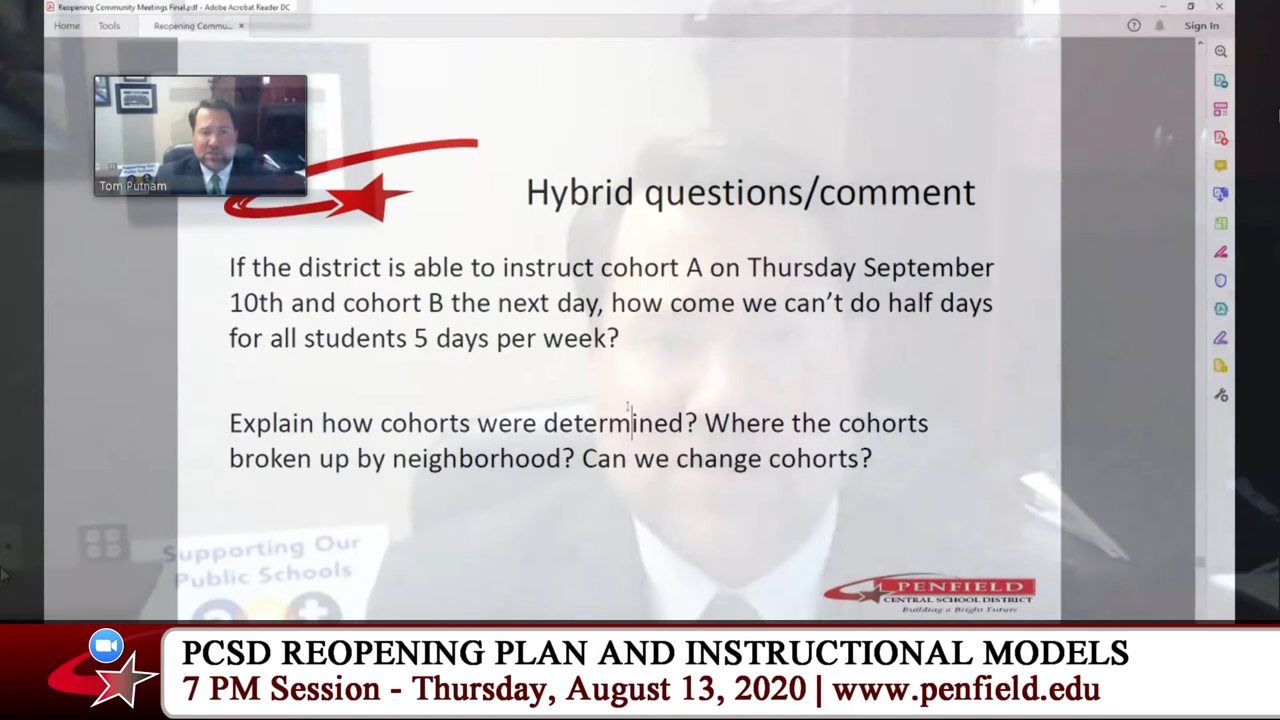 Reopening Community Meetings Final.pdf - Adobe Acrobat Reader DC
Home Tools Reopening Commu... × Sign In
Tom Putnam
Hybrid questions/comment
If the district is able to instruct cohort A on Thursday September
10th and cohort B the next day, how come we can’t do half days
for all students 5 days per week?
Explain how cohorts were determined? Where the cohorts
broken up by neighborhood? Can we change cohorts?
Supporting Our
Public Schools
Supporting Our
Public Schools
PENFIELD
CENTRAL SCHOOL DISTRICT
Building a Bright Future
PCSD REOPENING PLAN AND INSTRUCTIONAL MODELS
7 PM Session - Thursday, August 13, 2020 | www.penfield.edu